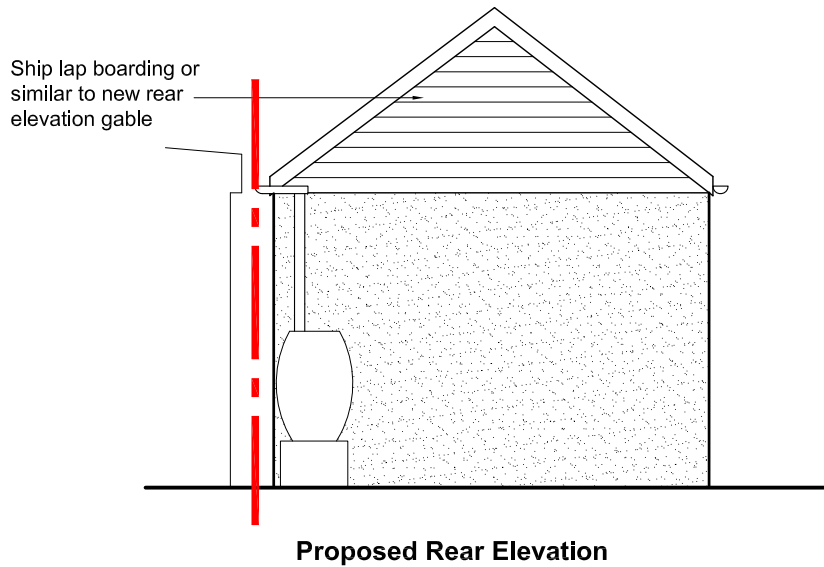 Ship lap boarding or
similar to new rear
elevation gable
Proposed Rear Elevation